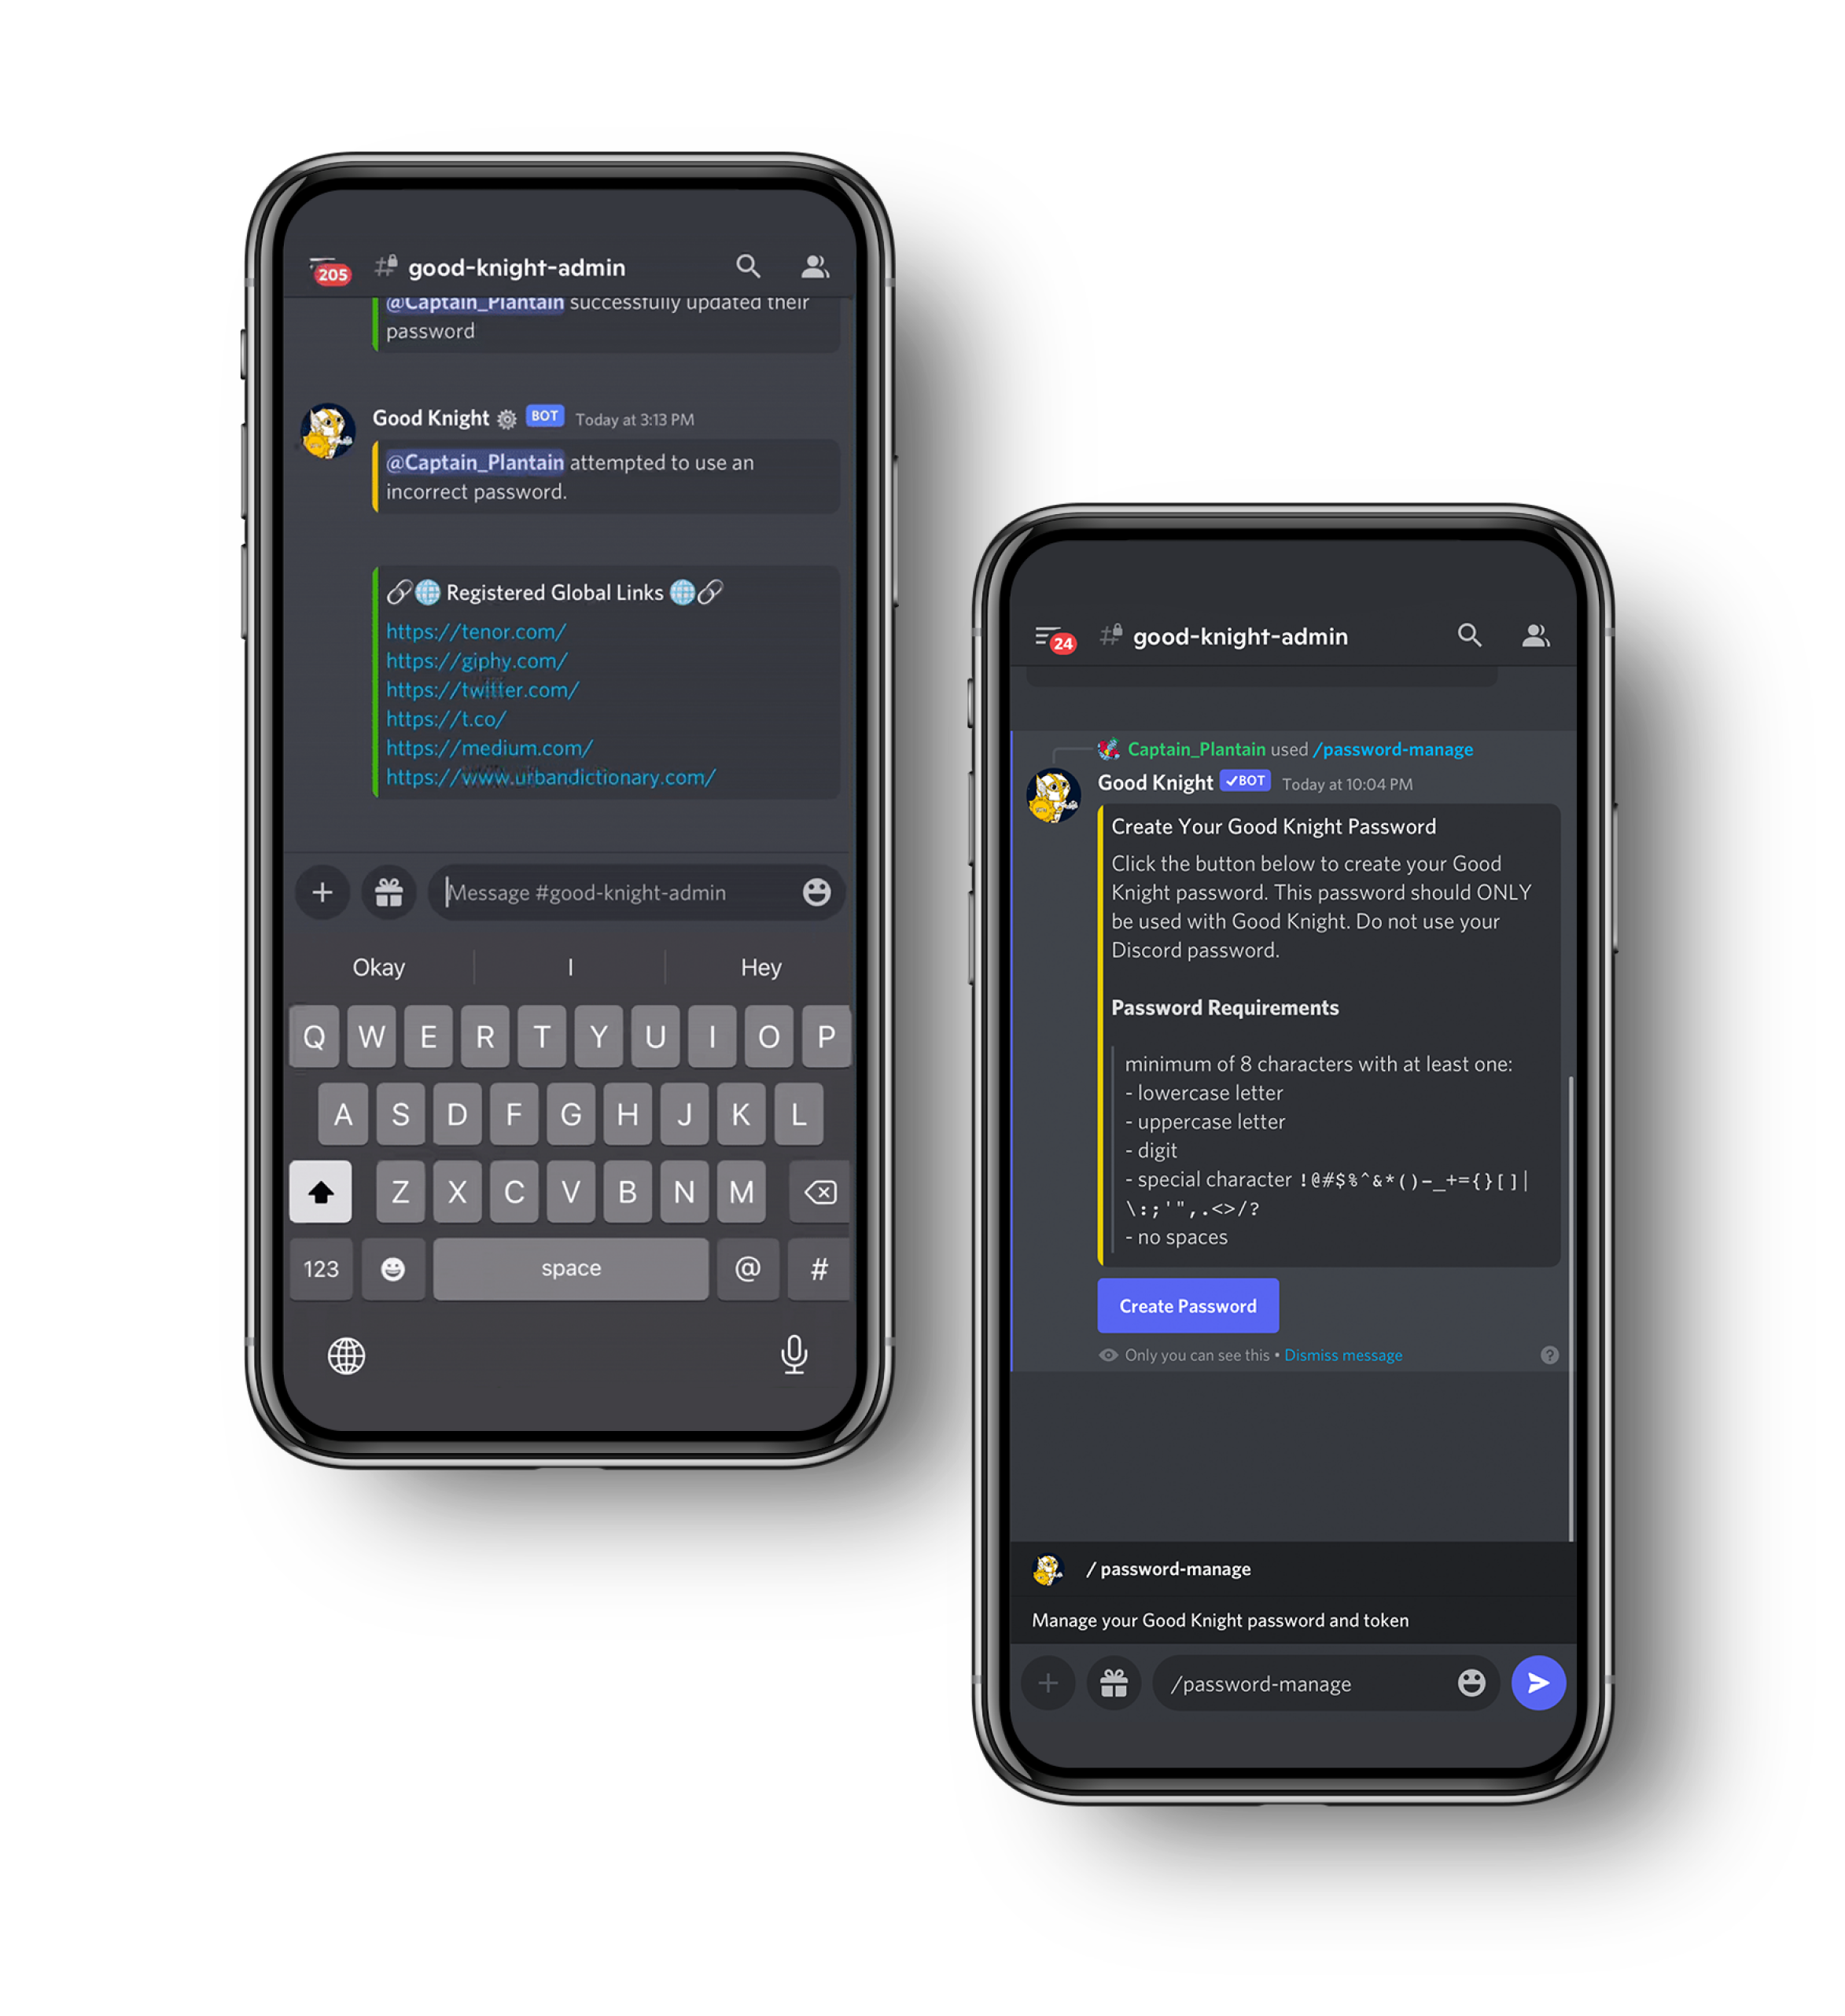 205
good-knight-admin
@Captain_Plantain successfully updated their
password
Good Knight BOT Today at 3:13 PM
@Captain_Plantain attempted to use an
incorrect password.
Registered Global Links
https://tenor.com/
https://giphy.com/
https://twitter.com/
https://t.co/
https://medium.com/
https://www.urbandictionary.com/
Message #good-knight-admin
Okay I Hey
Q W E R T Y U I O P
A S D F G H J K L
Z X C V B N M
123 space @ #
24
good-knight-admin
Captain_Plantain used /password-manage
Good Knight ✓BOT Today at 10:04 PM
Create Your Good Knight Password
Click the button below to create your Good
Knight password. This password should ONLY
be used with Good Knight. Do not use your
Discord password.
Password Requirements
minimum of 8 characters with at least one:
- lowercase letter
- uppercase letter
- digit
- special character !@#$%^&*()-_+={}[]|
\:;'",.<>/?
- no spaces
Create Password
Only you can see this • Dismiss message
/ password-manage
Manage your Good Knight password and token
/password-manage